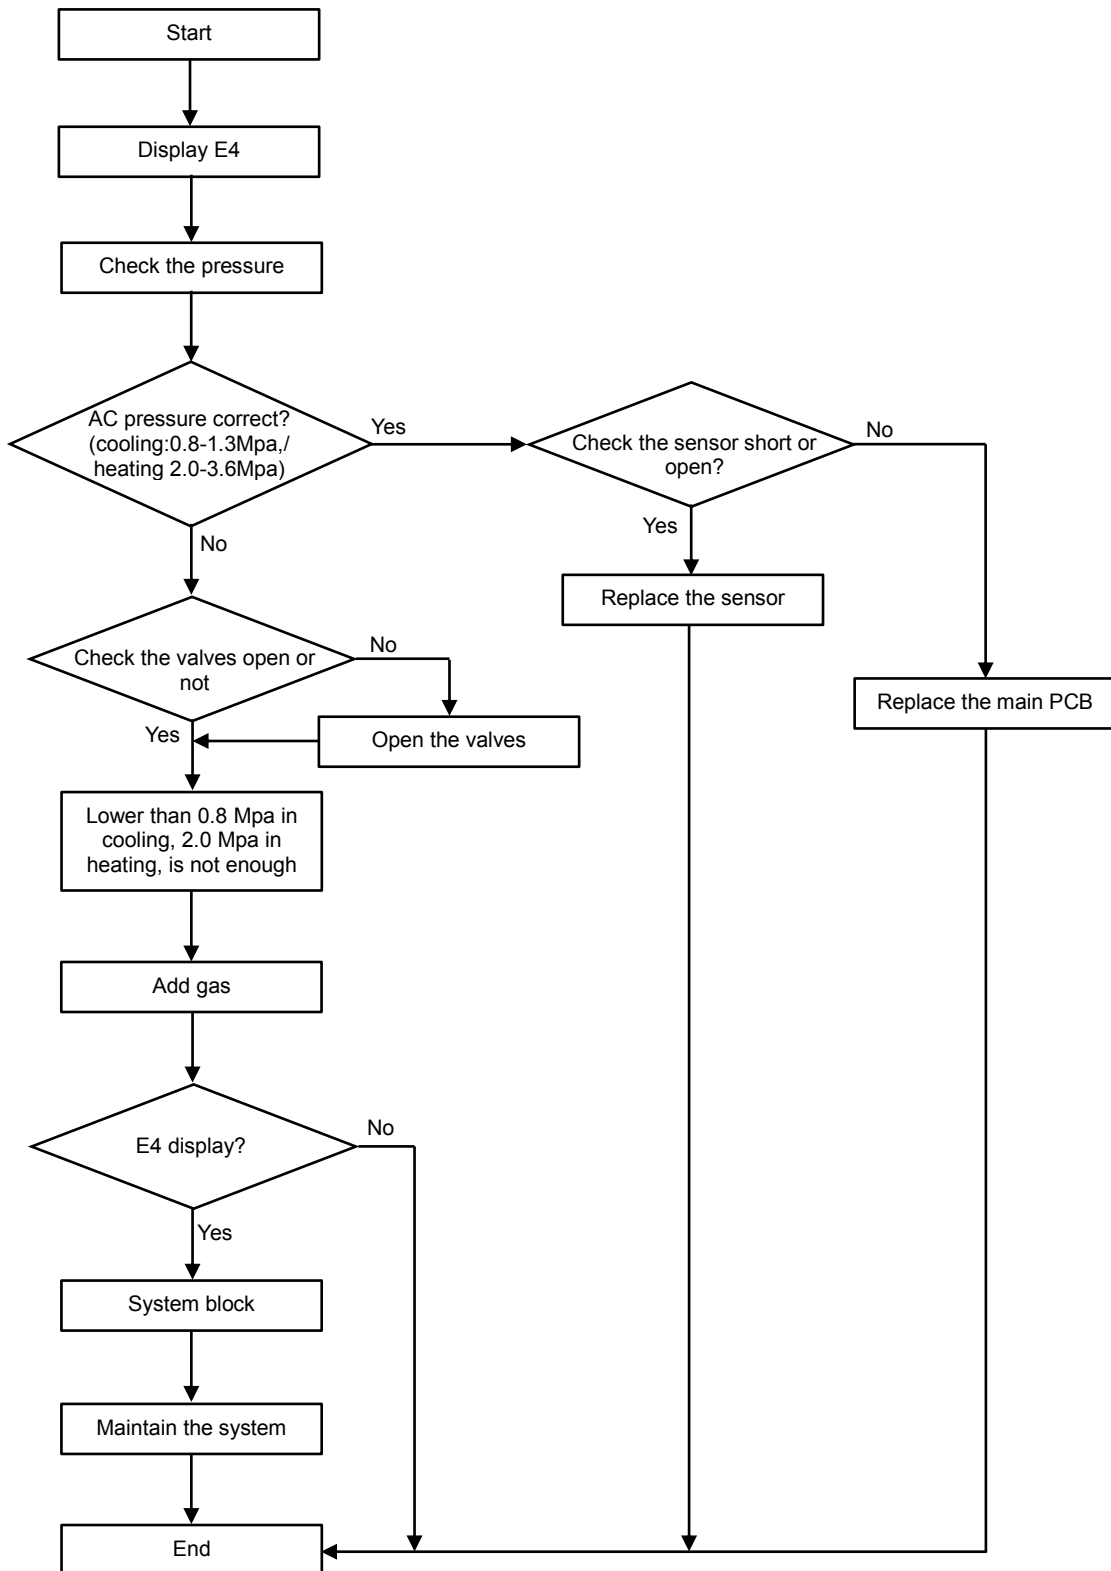 Start
Display E4
Check the pressure
AC pressure correct?
(cooling:0.8-1.3Mpa,/
heating 2.0-3.6Mpa)
Yes
No
Check the sensor short or
open?
No
Yes
Replace the sensor
Replace the main PCB
Check the valves open or
not
No
Yes
Open the valves
Lower than 0.8 Mpa in
cooling, 2.0 Mpa in
heating, is not enough
Add gas
E4 display?
No
Yes
System block
Maintain the system
End